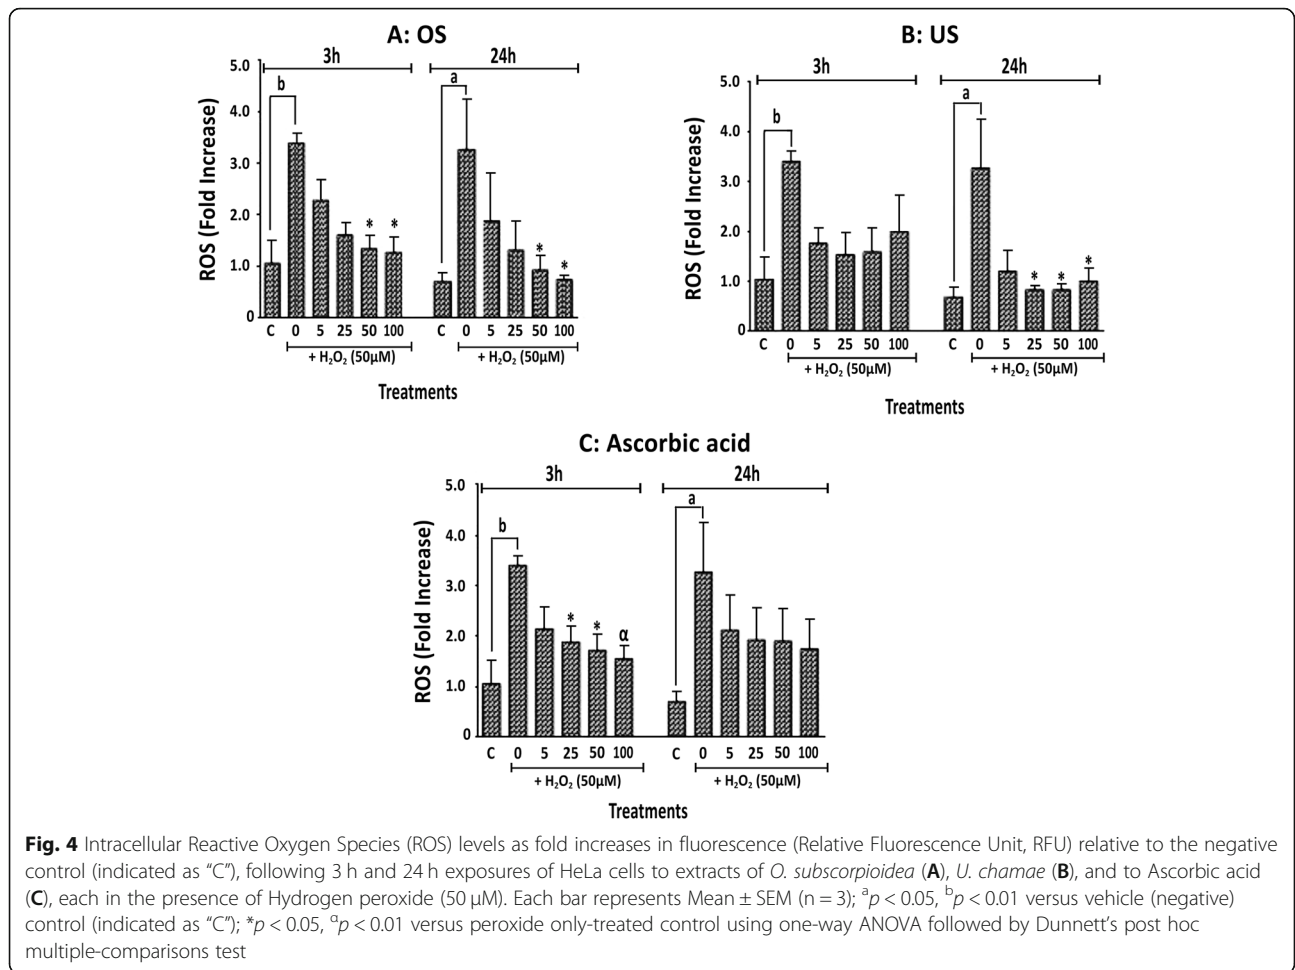 A: OS
3h
24h
ROS (Fold Increase)
5.0
4.0
3.0
2.0
1.0
0
b
a
* *
* *
C 0 5 25 50 100
C 0 5 25 50 100
+ H₂O₂ (50µM)
+ H₂O₂ (50µM)
Treatments
B: US
3h
24h
ROS (Fold Increase)
5.0
4.0
3.0
2.0
1.0
0
b
a
* * *
C 0 5 25 50 100
C 0 5 25 50 100
+ H₂O₂ (50µM)
+ H₂O₂ (50µM)
Treatments
C: Ascorbic acid
3h
24h
ROS (Fold Increase)
5.0
4.0
3.0
2.0
1.0
0
b
a
* * α
C 0 5 25 50 100
C 0 5 25 50 100
+ H₂O₂ (50µM)
+ H₂O₂ (50µM)
Treatments
Fig. 4 Intracellular Reactive Oxygen Species (ROS) levels as fold increases in fluorescence (Relative Fluorescence Unit, RFU) relative to the negative
control (indicated as “C”), following 3 h and 24 h exposures of HeLa cells to extracts of O. subscorpioidea (A), U. chamae (B), and to Ascorbic acid
(C), each in the presence of Hydrogen peroxide (50 μM). Each bar represents Mean ± SEM (n = 3); ᵃp < 0.05, ᵇp < 0.01 versus vehicle (negative)
control (indicated as “C”); *p < 0.05, ᅂp < 0.01 versus peroxide only-treated control using one-way ANOVA followed by Dunnett’s post hoc
multiple-comparisons test